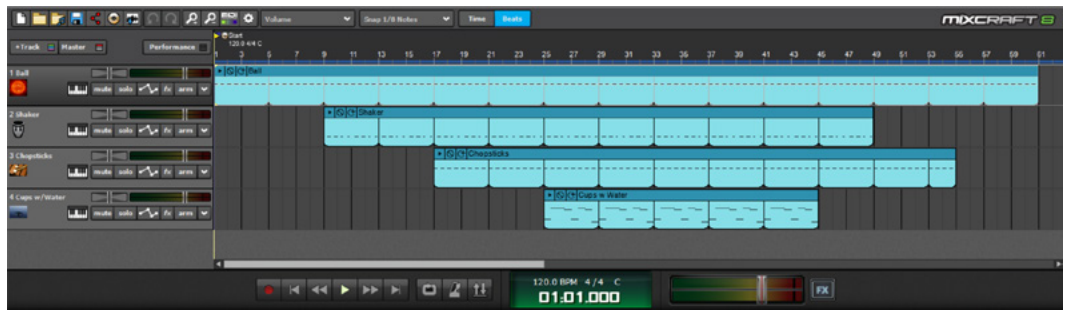 Volume Snap 1/8 Notes Time Beats MIXCRAFT 8
+Track Master Performance
Start
120.0 4/4 C
1 3 7 9 11 13 15 17 19 21 23 25 27 29 31 33 35 37 39 41 43 45 47 49 51 53 55 57 59 61
1 Ball
mute solo fx arm
Ball
2 Shaker
mute solo fx arm
Shaker
3 Chopsticks
mute solo fx arm
Chopsticks
4 Cups w/Water
mute solo fx arm
Cups w Water
120.0 BPM 4/4 C
01:01.000
FX